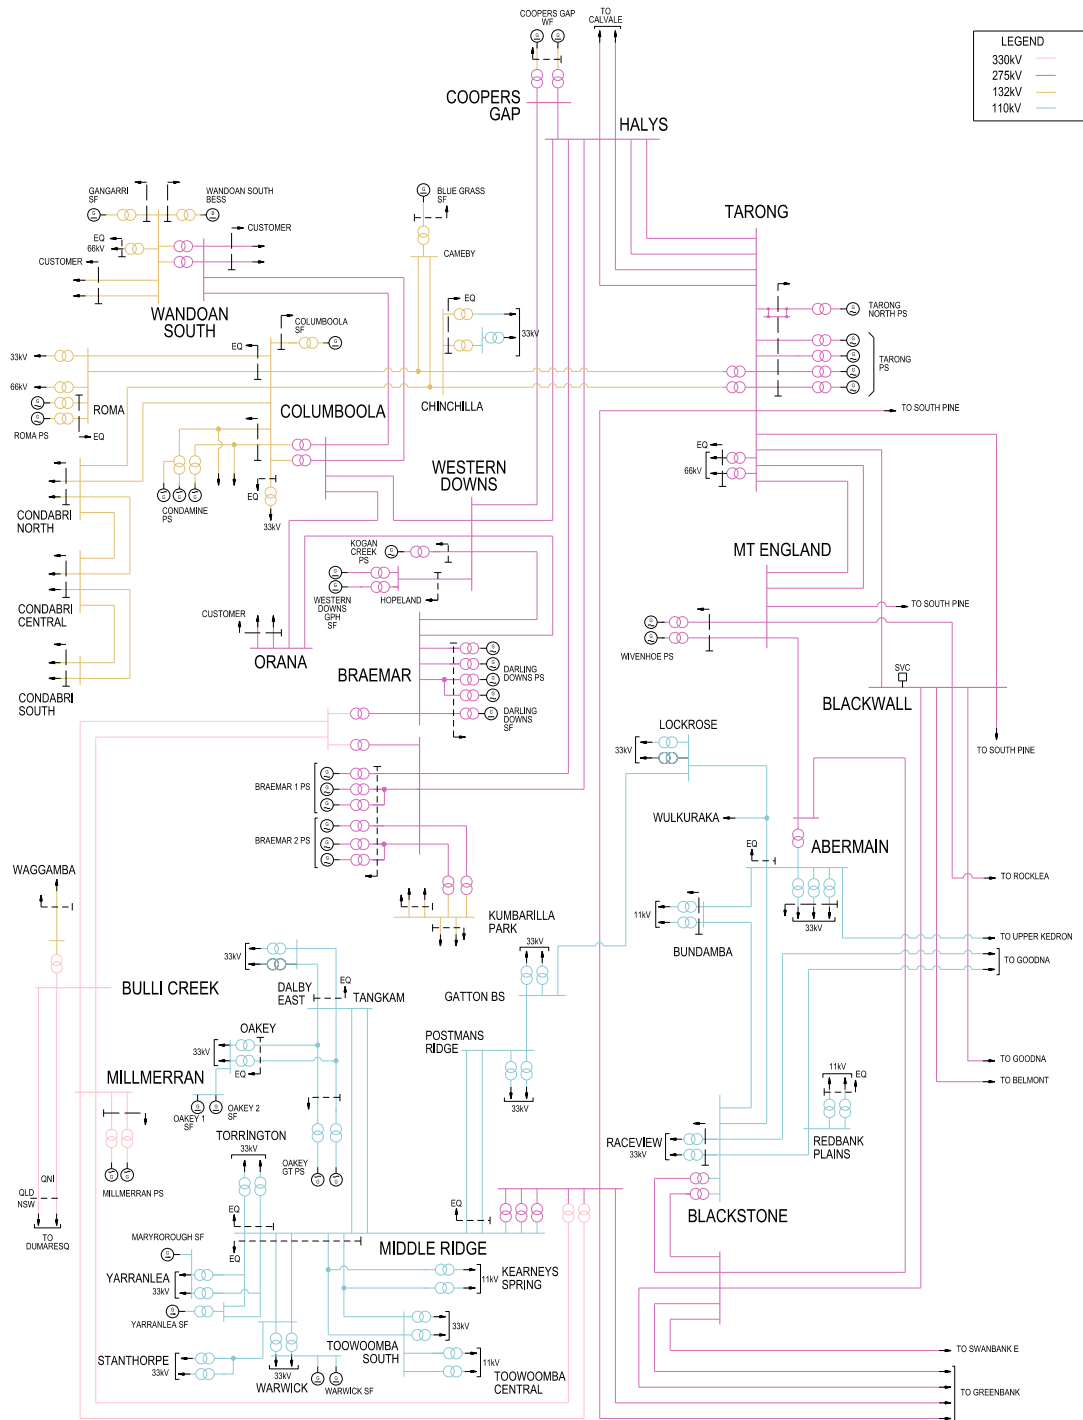 COOPERS GAP
WF
TO
CALVALE
LEGEND
330kV
275kV
132kV
110kV
COOPERS
GAP
HALYS
GANGARRI
SF
WANDOAN SOUTH
BESS
BLUE GRASS
SF
TARONG
CUSTOMER
EQ
66kV
CUSTOMER
CAMEBY
WANDOAN
SOUTH
COLUMBOOLA
SF
EQ
33kV
TARONG
NORTH PS
33kV
EQ
TARONG
PS
66kV
ROMA
ROMA PS
EQ
COLUMBOOLA
CHINCHILLA
TO SOUTH PINE
EQ
66kV
WESTERN
DOWNS
CONDAMINE
PS
EQ
33kV
CONDABRI
NORTH
KOGAN
CREEK
PS
MT ENGLAND
WESTERN
DOWNS
GPH
SF
HOPELAND
CONDABRI
CENTRAL
CUSTOMER
TO SOUTH PINE
WIVENHOE PS
ORANA
BRAEMAR
DARLING
DOWNS PS
SVC
CONDABRI
SOUTH
DARLING
DOWNS
SF
BLACKWALL
LOCKROSE
33kV
TO SOUTH PINE
BRAEMAR 1 PS
WULKURAKA
BRAEMAR 2 PS
ABERMAIN
EQ
WAGGAMBA
TO ROCKLEA
11kV
33kV
KUMBARILLA
PARK
BUNDAMBA
TO UPPER KEDRON
33kV
33kV
TO GOODNA
DALBY
EAST
EQ
TANGKAM
GATTON BS
BULLI CREEK
OAKEY
33kV
EQ
POSTMANS
RIDGE
TO GOODNA
MILLMERRAN
11kV
EQ
TO BELMONT
33kV
OAKEY 1
SF
OAKEY 2
SF
TORRINGTON
33kV
OAKEY
GT PS
RACEVIEW
33kV
REDBANK
PLAINS
QNI
QLD
NSW
MILLMERRAN PS
TO
DUMARESQ
EQ
EQ
BLACKSTONE
MARYROROUGH SF
EQ
MIDDLE RIDGE
YARRANLEA
33kV
11kV
KEARNEYS
SPRING
YARRANLEA SF
33kV
TOOWOOMBA
SOUTH
STANTHORPE
33kV
33kV
WARWICK
WARWICK SF
11kV
TOOWOOMBA
CENTRAL
TO SWANBANK E
TO GREENBANK